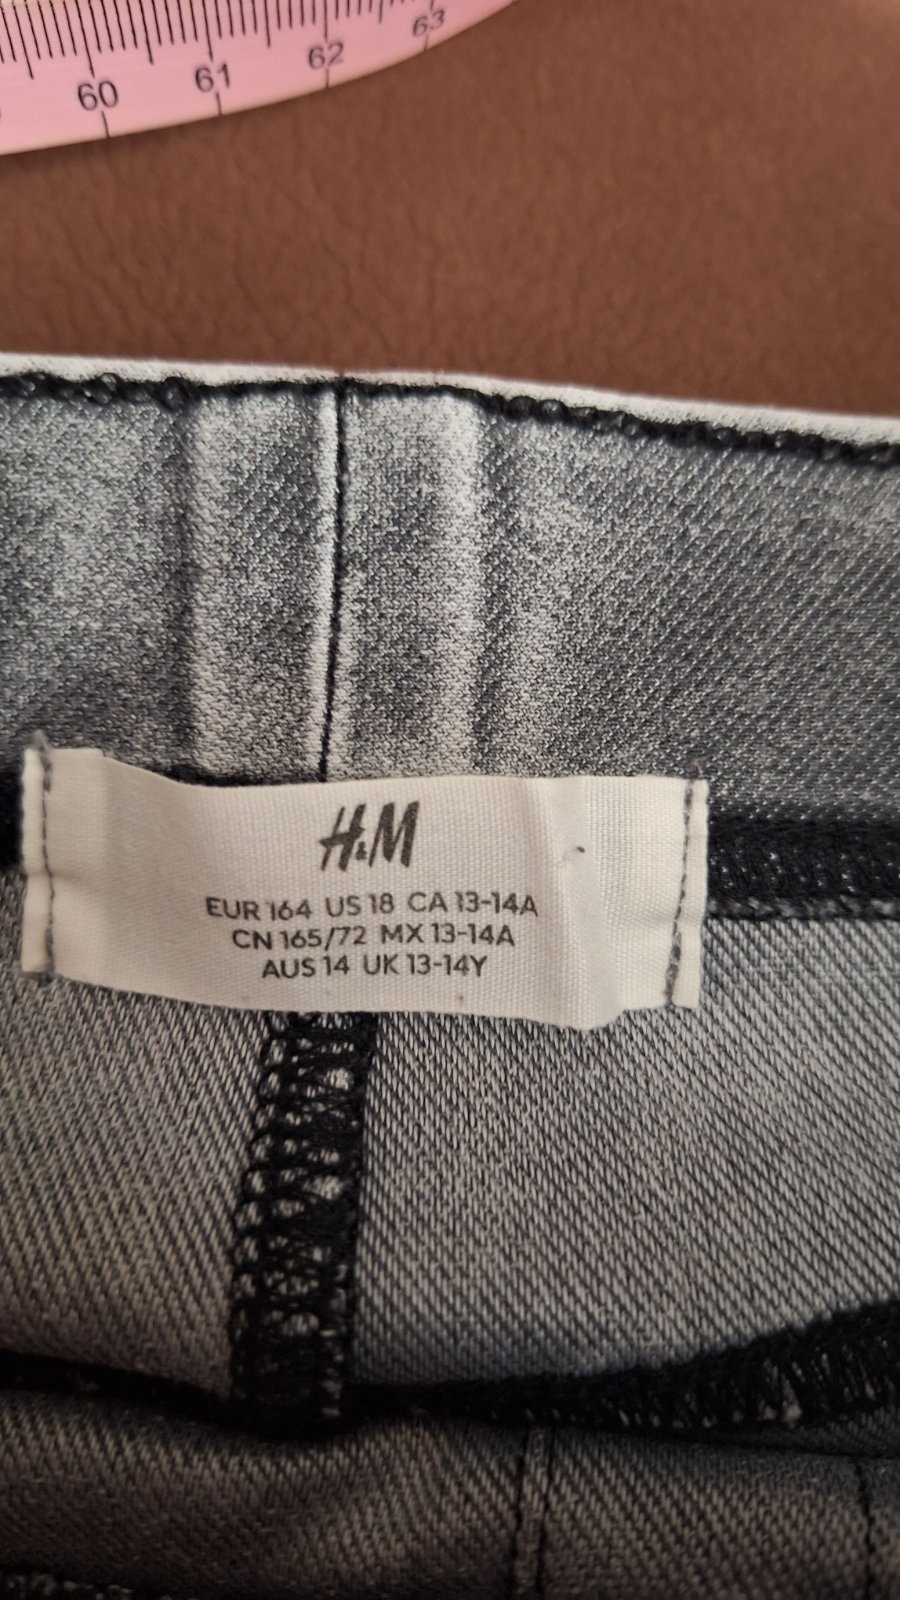 60 61 62 63
H&M
EUR 164 US 18 CA 13-14A
CN 165/72 MX 13-14A
AUS 14 UK 13-14Y